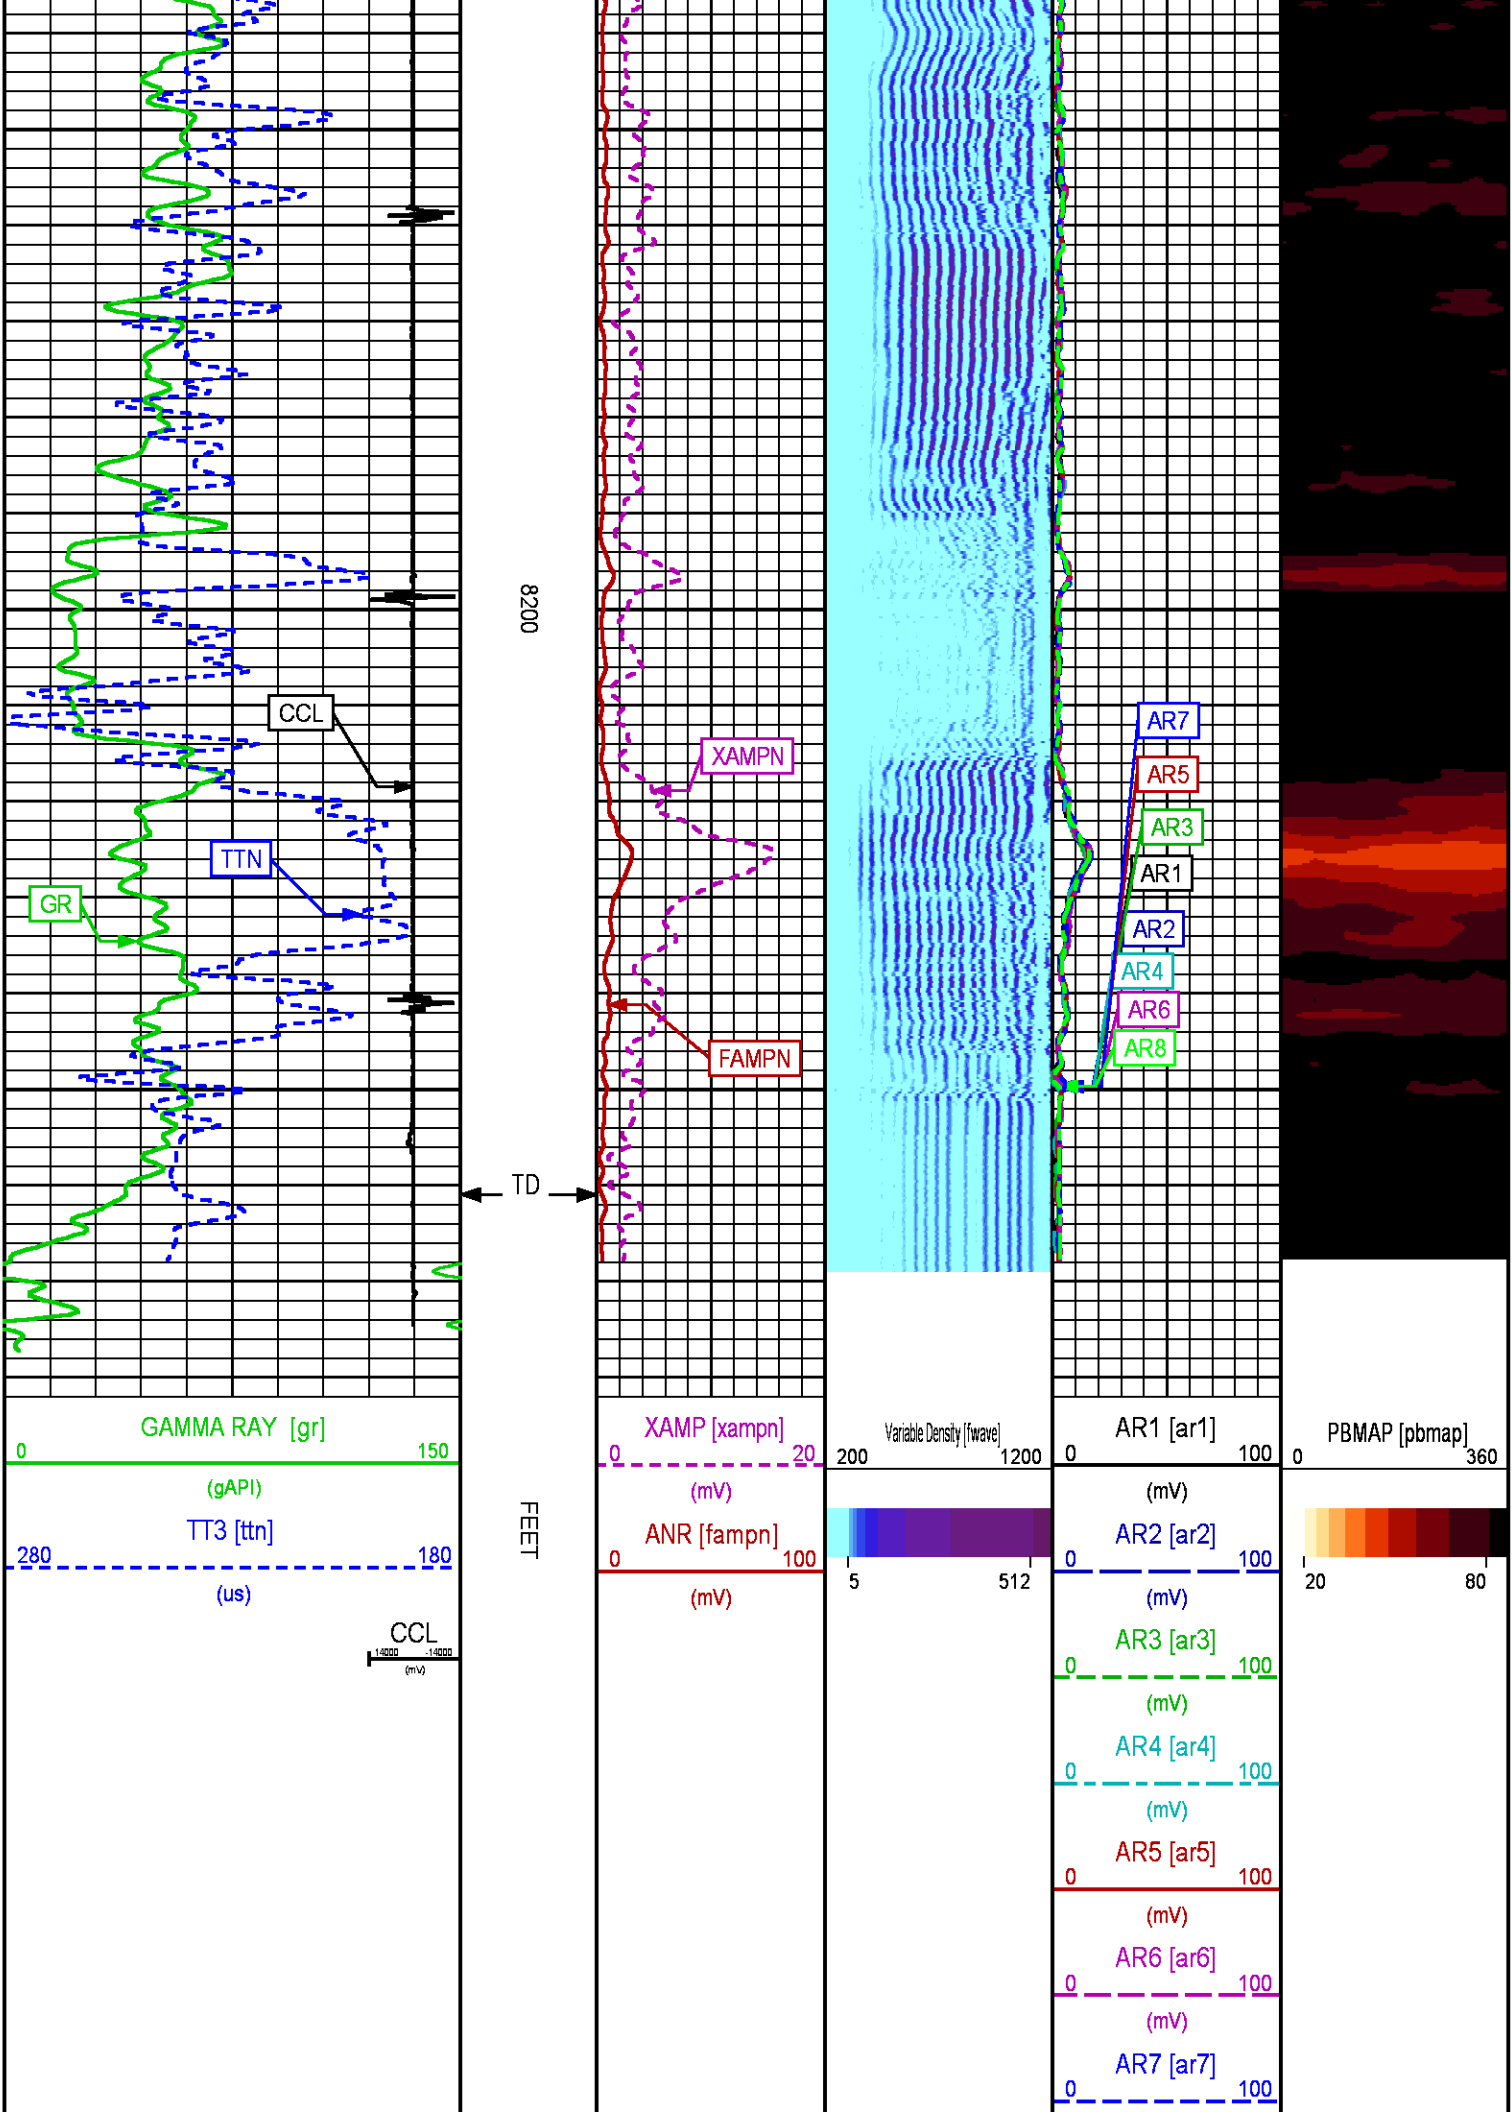 8200
CCL
AR7
XAMPN
AR5
AR3
TTN
AR1
GR
AR2
AR4
AR6
AR8
FAMPN
TD
GAMMA RAY [gr]
0 150
(gAPI)
TT3 [ttn]
280 180
(us)
CCL
14000 -14000
(mV)
FEET
XAMP [xampn]
0 20
(mV)
ANR [fampn]
0 100
(mV)
Variable Density [fwave]
200 1200
5 512
AR1 [ar1]
0 100
(mV)
AR2 [ar2]
0 100
(mV)
AR3 [ar3]
0 100
(mV)
AR4 [ar4]
0 100
(mV)
AR5 [ar5]
0 100
(mV)
AR6 [ar6]
0 100
(mV)
AR7 [ar7]
0 100
PBMAP [pbmap]
0 360
20 80